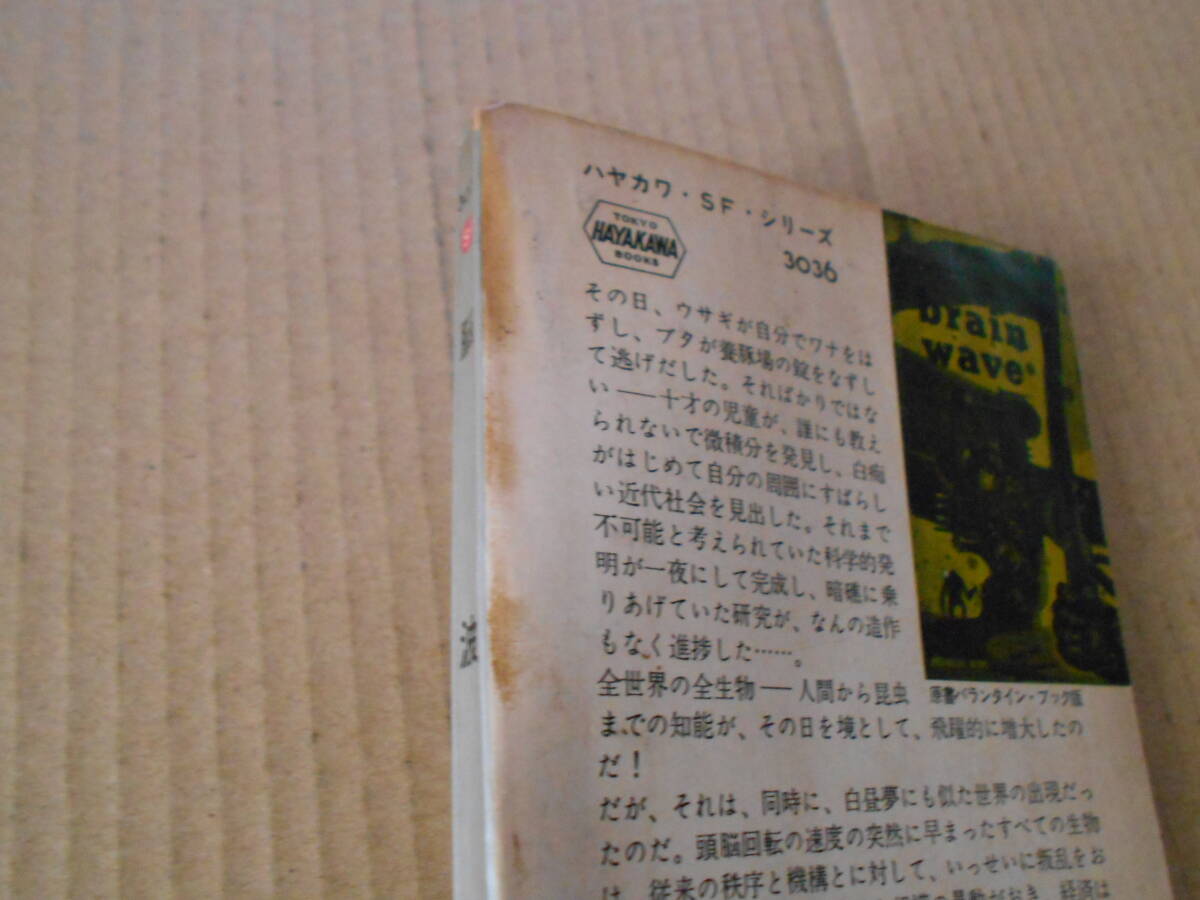 ハヤカワ・SF・シリーズ
TOKYO
HAYAKAWA
BOOKS
3036
その日、ウサギが自分でワナをは
ずし、ブタが養豚場の錠をなずし
て逃げだした。そればかりではな
い——十才の児童が、誰にも教え
られないで微積分を発見し、白痴
がはじめて自分の周囲にすばらし
い近代社会を見出した。それまで
不可能と考えられていた科学的発
明が一夜にして完成し、暗礁に乗
りあげていた研究が、なんの造作
もなく進捗した……。
全世界の全生物——人間から昆虫
までの知能が、その日を境として、飛躍的に増大したの
だ！
だが、それは、同時に、白昼夢にも似た世界の出現だっ
たのだ。頭脳回転の速度の突然に早まったすべての生物
は、従来の秩序と機構とに対して、いっせいに叛乱をお
の暴動がおき、経済は
brain
wave
原書バランタイン・ブック版
波